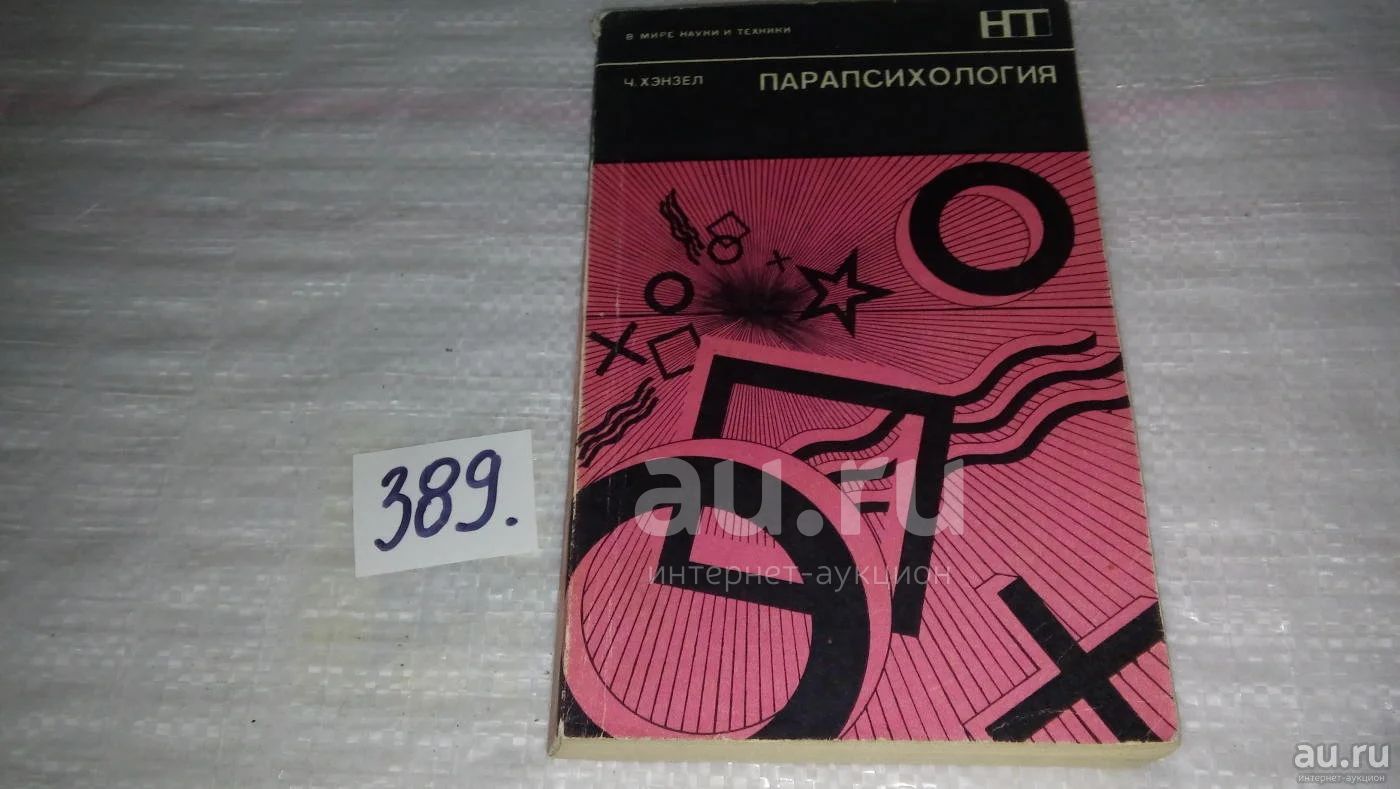 В МИРЕ НАУКИ И ТЕХНИКИ
НТ
Ч. ХЭНЗЕЛ
ПАРАПСИХОЛОГИЯ
389.
au.ru
интернет-аукцион
au.ru
интернет-аукцион